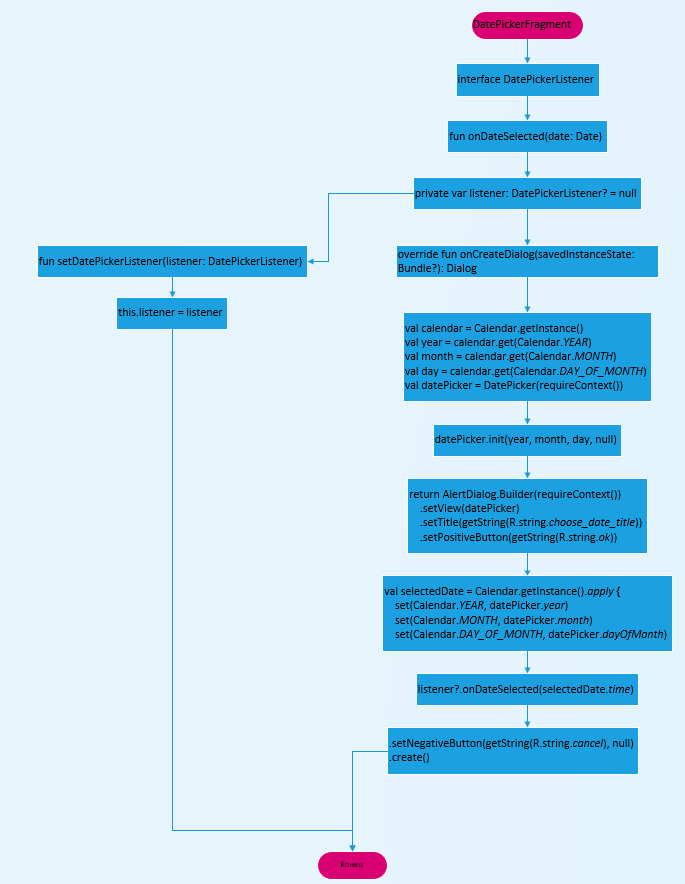 DatePickerFragment
interface DatePickerListener
fun onDateSelected(date: Date)
private var listener: DatePickerListener? = null
fun setDatePickerListener(listener: DatePickerListener)
this.listener = listener
override fun onCreateDialog(savedInstanceState:
Bundle?): Dialog
val calendar = Calendar.getInstance()
val year = calendar.get(Calendar.YEAR)
val month = calendar.get(Calendar.MONTH)
val day = calendar.get(Calendar.DAY_OF_MONTH)
val datePicker = DatePicker(requireContext())
datePicker.init(year, month, day, null)
return AlertDialog.Builder(requireContext())
.setView(datePicker)
.setTitle(getString(R.string.choose_date_title))
.setPositiveButton(getString(R.string.ok))
val selectedDate = Calendar.getInstance().apply {
set(Calendar.YEAR, datePicker.year)
set(Calendar.MONTH, datePicker.month)
set(Calendar.DAY_OF_MONTH, datePicker.dayOfMonth)
listener?.onDateSelected(selectedDate.time)
.setNegativeButton(getString(R.string.cancel), null)
.create()
Конец